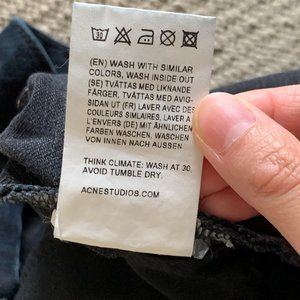 (EN) WASH WITH SIMILAR
COLORS, WASH INSIDE OUT
(SE) TVÄTTAS MED LIKNANDE
FÄRGER, TVÄTTAS MED AVIG-
SIDAN UT (FR) LAVER AVEC DES
COULEURS SIMILAIRES, LAVER À
L'ENVERS (DE) MIT ÄHNLICHEN
FARBEN WASCHEN, WASCHEN
VON INNEN NACH AUSSEN
THINK CLIMATE: WASH AT 30.
AVOID TUMBLE DRY.
ACNESTUDIOS.COM